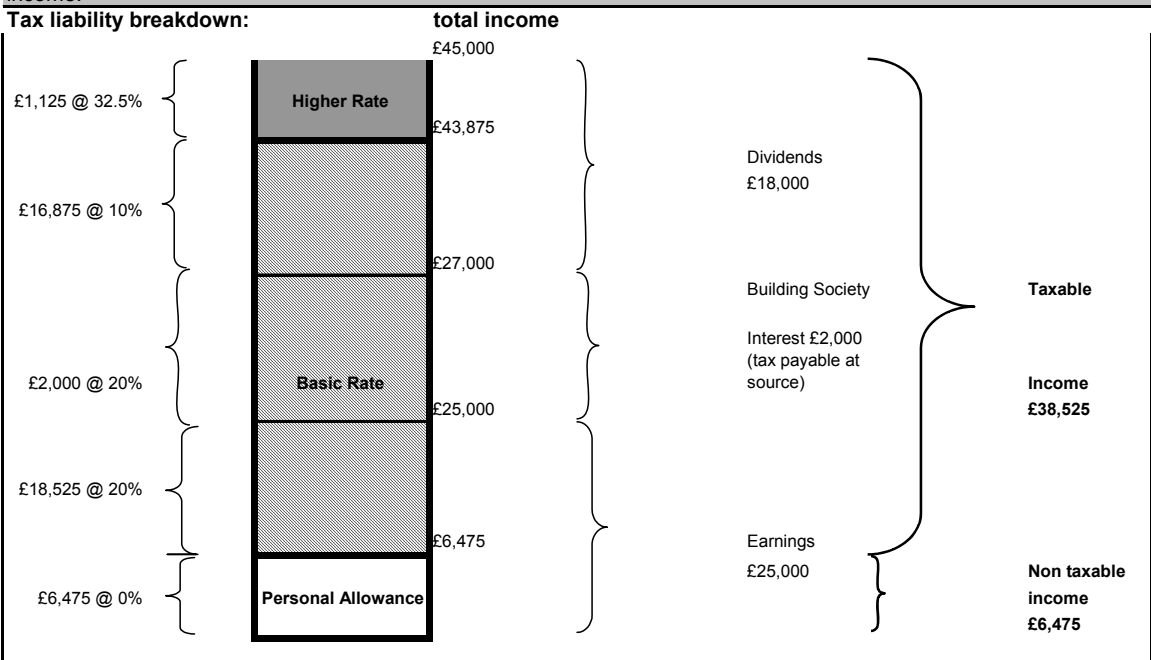 income.
Tax liability breakdown: total income
£45,000
£1,125 @ 32.5%
Higher Rate
£43,875
Dividends
£18,000
£16,875 @ 10%
£27,000
Building Society
Interest £2,000
(tax payable at
source)
Taxable
Income
£38,525
£2,000 @ 20%
Basic Rate
£25,000
£18,525 @ 20%
£6,475
Earnings
£25,000
Non taxable
income
£6,475
£6,475 @ 0%
Personal Allowance